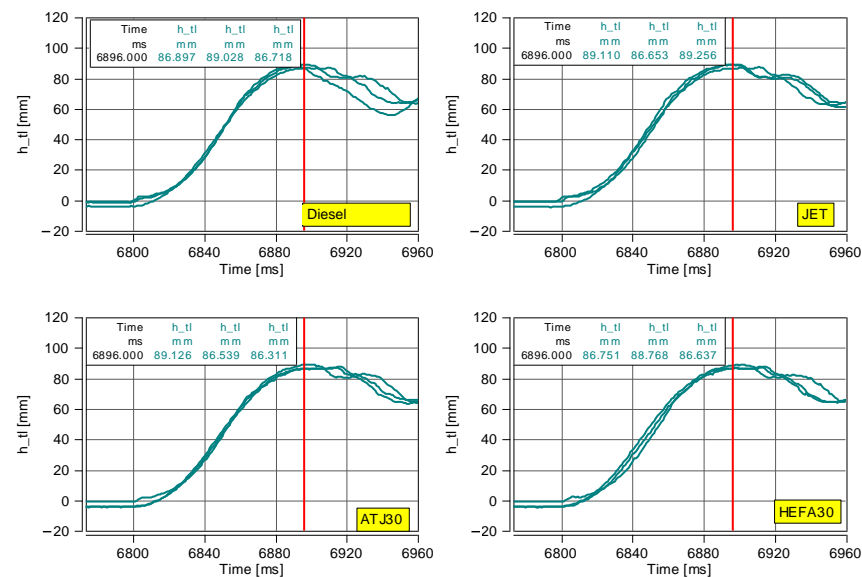 120
100
80
60
40
20
0
−20
h_tl [mm]
Time h_tl h_tl h_tl
ms mm mm mm
6896.000 86.897 89.028 86.718
Diesel
6800 6840 6880 6920 6960
Time [ms]
120
100
80
60
40
20
0
−20
h_tl [mm]
Time h_tl h_tl h_tl
ms mm mm mm
6896.000 89.110 86.653 89.256
JET
6800 6840 6880 6920 6960
Time [ms]
120
100
80
60
40
20
0
−20
h_tl [mm]
Time h_tl h_tl h_tl
ms mm mm mm
6896.000 89.126 86.539 86.311
ATJ30
6800 6840 6880 6920 6960
Time [ms]
120
100
80
60
40
20
0
−20
h_tl [mm]
Time h_tl h_tl h_tl
ms mm mm mm
6896.000 86.751 88.768 86.637
HEFA30
6800 6840 6880 6920 6960
Time [ms]